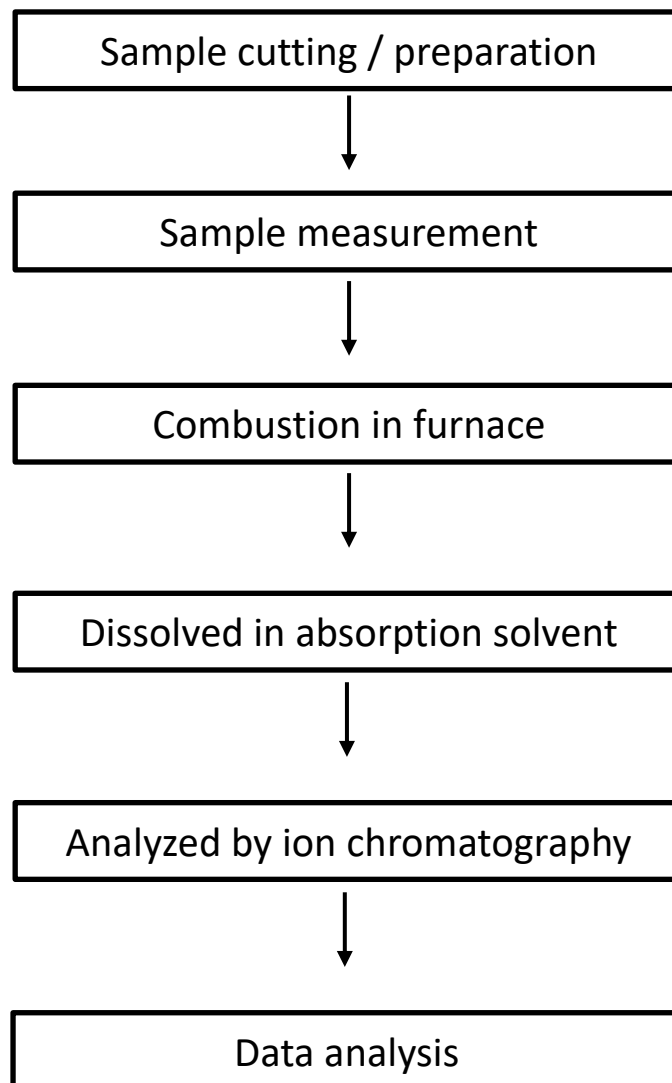 Sample cutting / preparation
Sample measurement
Combustion in furnace
Dissolved in absorption solvent
Analyzed by ion chromatography
Data analysis